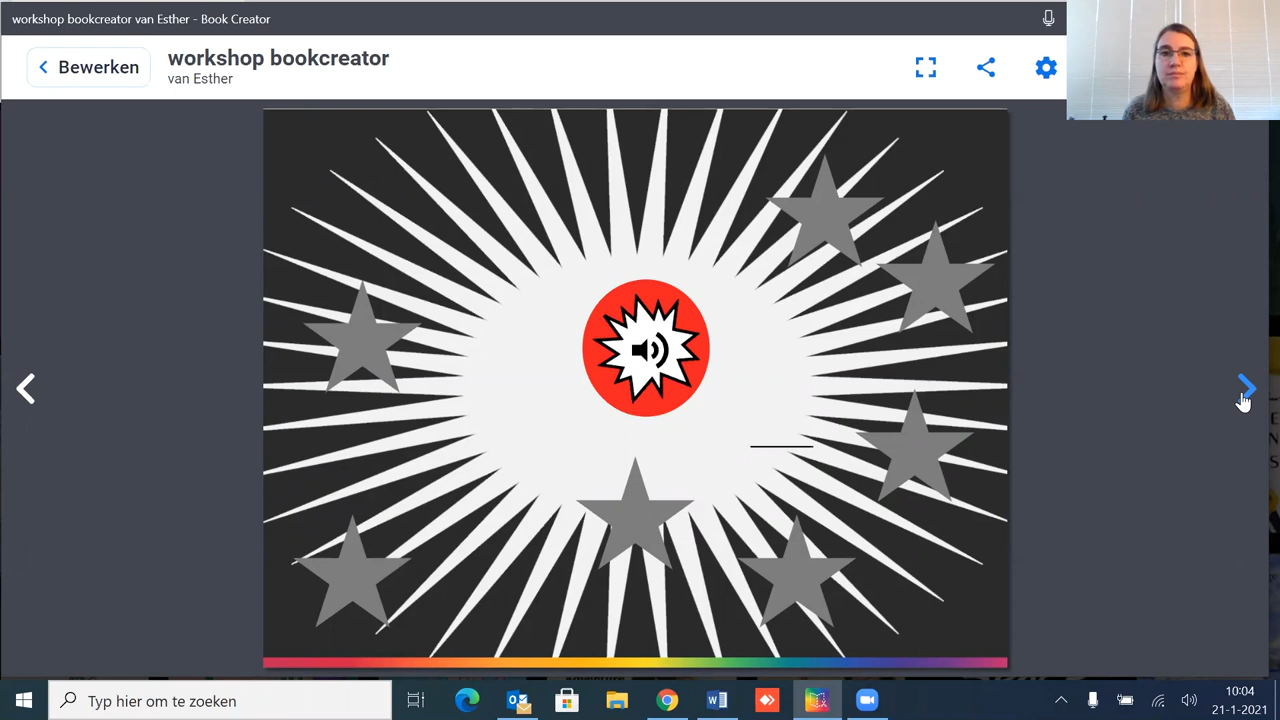 workshop bookcreator van Esther - Book Creator
Bewerken
workshop bookcreator
van Esther
Typ hier om te zoeken
10:04
21-1-2021